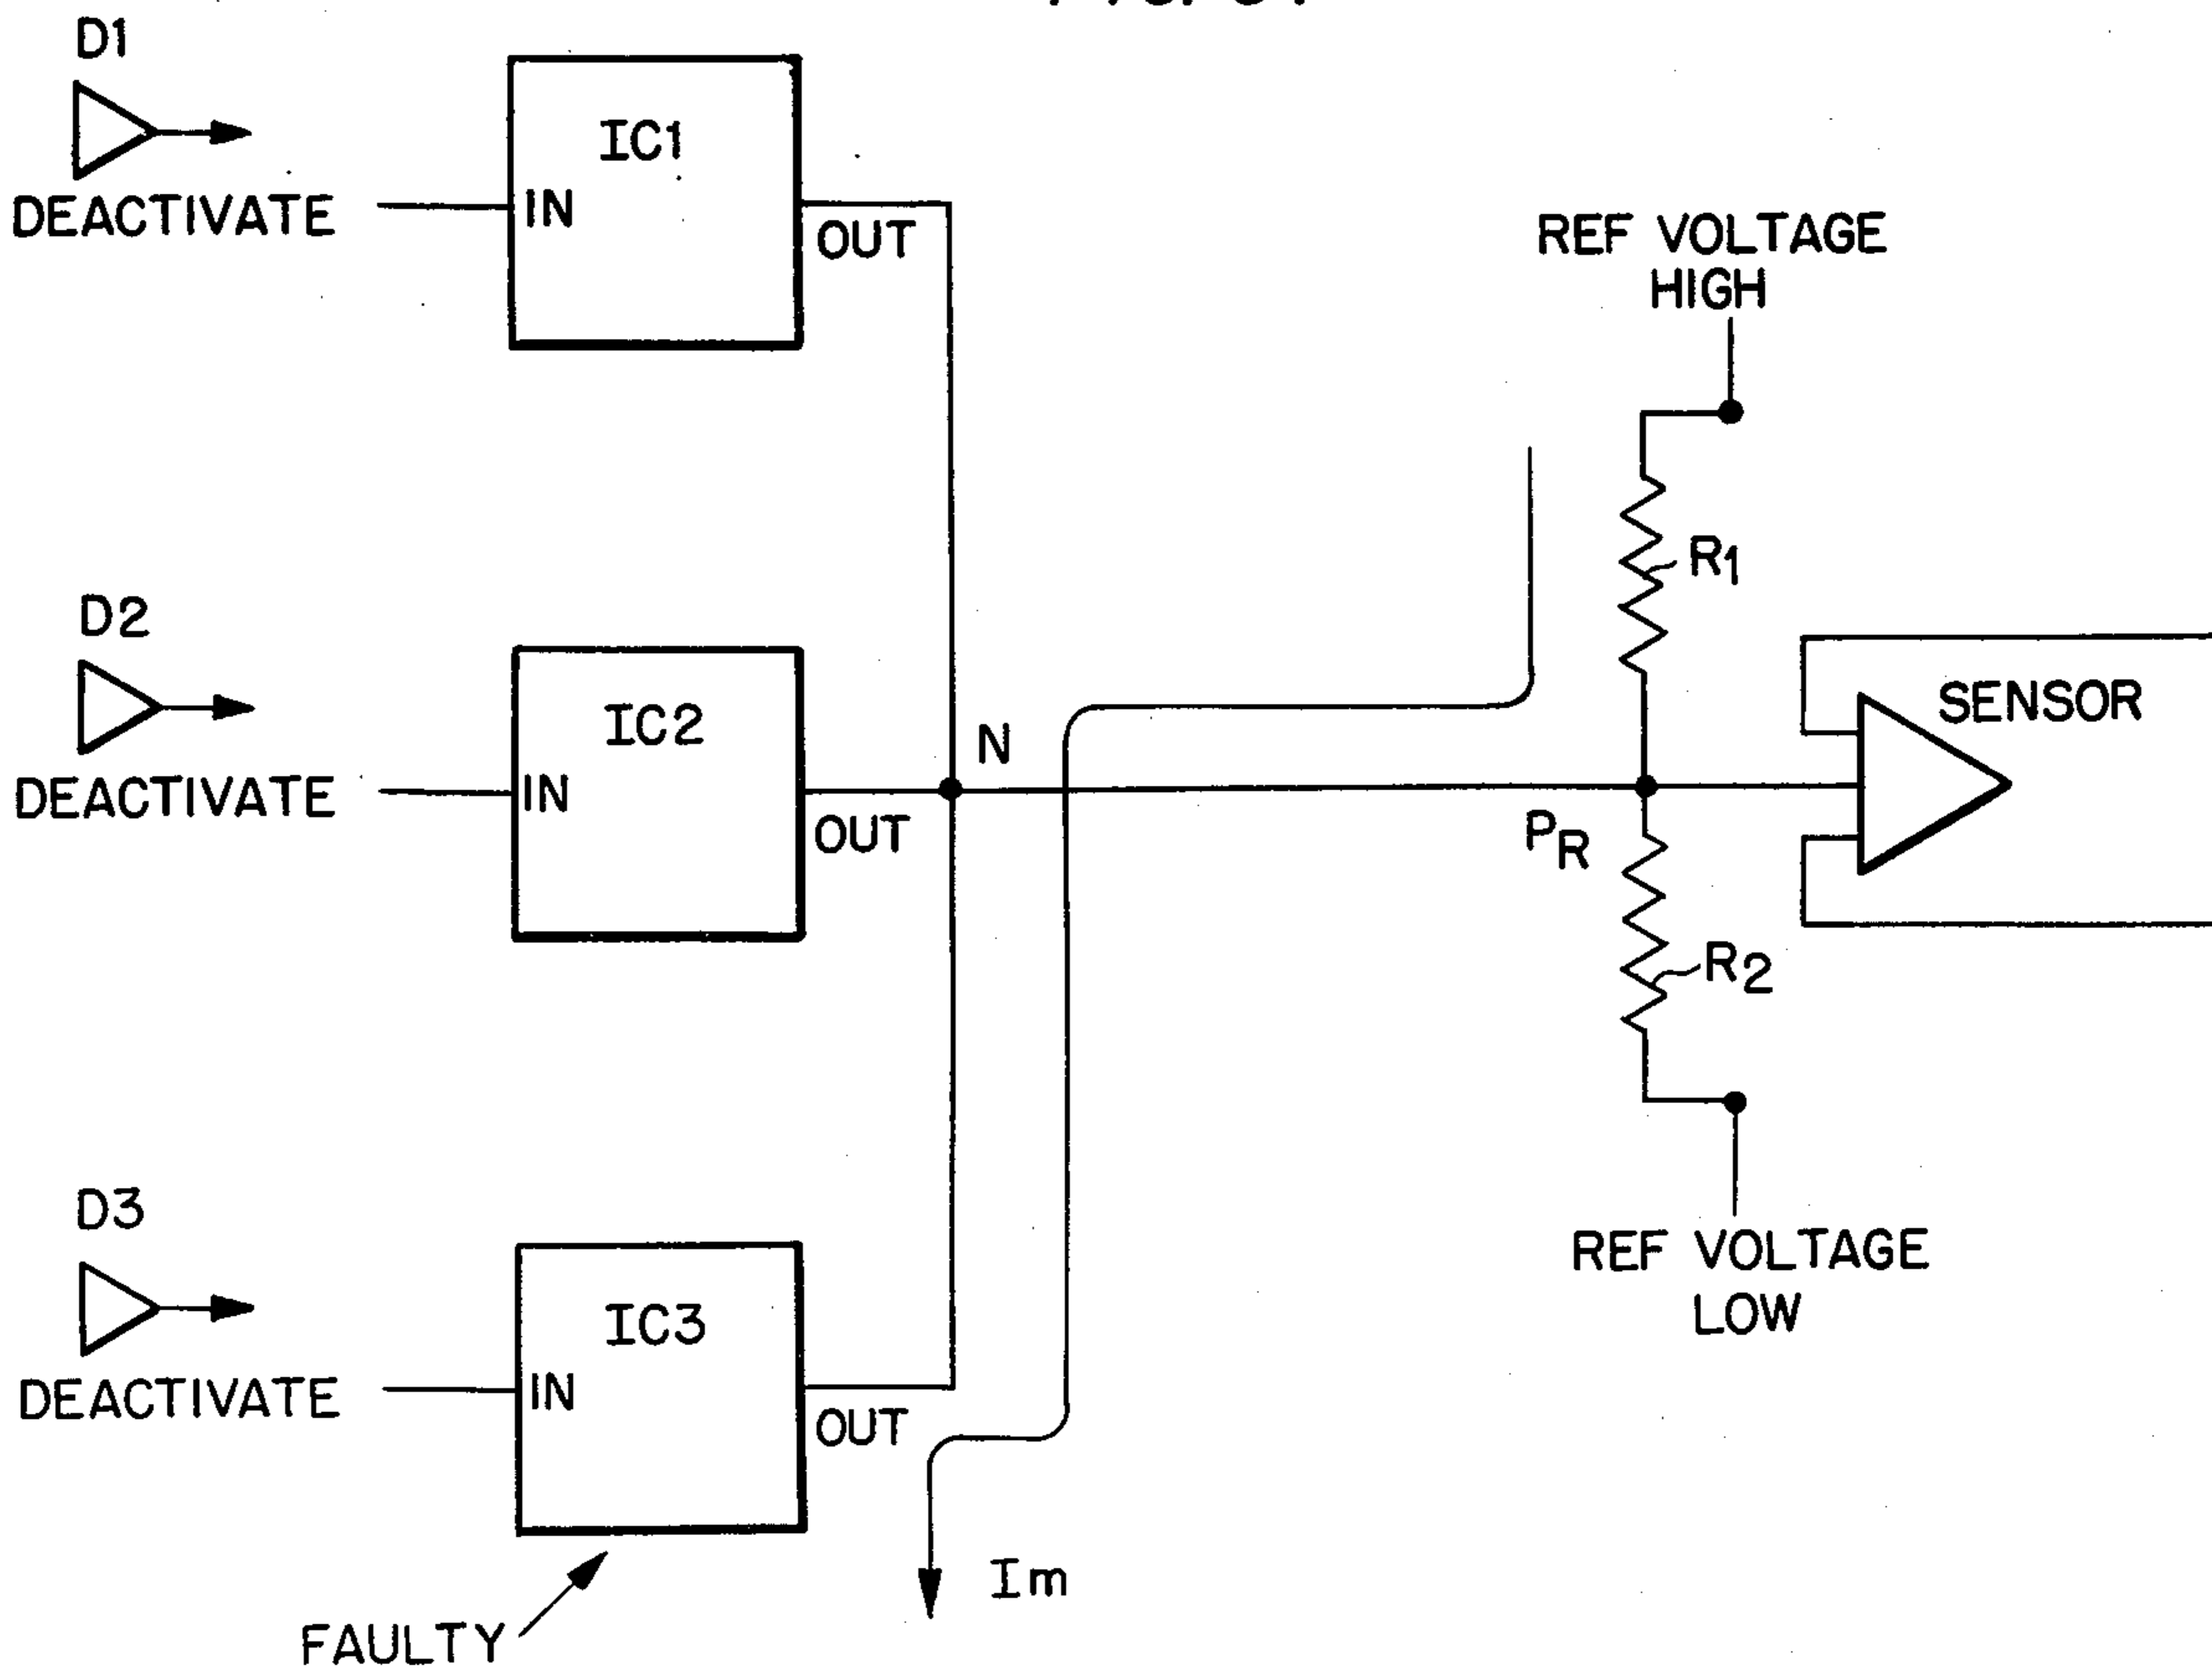 D1
DEACTIVATE
IC1
IN
OUT
REF VOLTAGE
HIGH
R1
D2
DEACTIVATE
IC2
IN
OUT
N
SENSOR
PR
R2
D3
DEACTIVATE
IC3
IN
OUT
REF VOLTAGE
LOW
Im
FAULTY